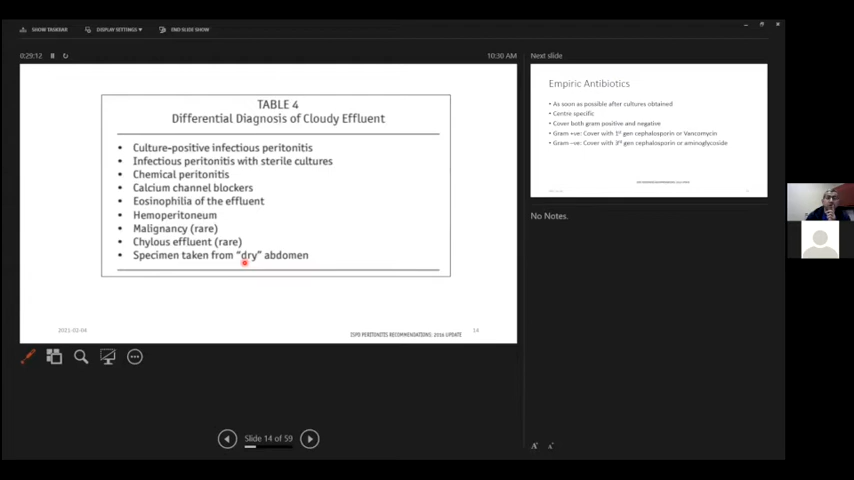 SHOW TASKBAR
DISPLAY SETTINGS ▾
END SLIDE SHOW
0:29:12
10:30 AM
TABLE 4
Differential Diagnosis of Cloudy Effluent
• Culture-positive infectious peritonitis
• Infectious peritonitis with sterile cultures
• Chemical peritonitis
• Calcium channel blockers
• Eosinophilia of the effluent
• Hemoperitoneum
• Malignancy (rare)
• Chylous effluent (rare)
• Specimen taken from “dry” abdomen
2021-02-04
ISPD PERITONITIS RECOMMENDATIONS: 2016 UPDATE
14
Slide 14 of 59
Next slide
Empiric Antibiotics
• As soon as possible after cultures obtained
• Centre specific
• Cover both gram positive and negative
• Gram +ve: Cover with 1st gen cephalosporin or Vancomycin
• Gram –ve: Cover with 3rd gen cephalosporin or aminoglycoside
No Notes.
A
A